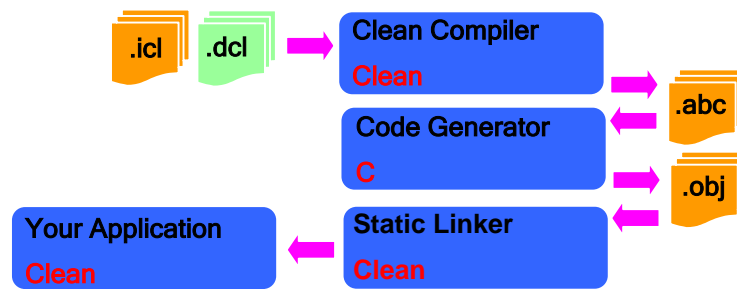 .icl
.dcl
Clean Compiler
Clean
.abc
Code Generator
C
.obj
Your Application
Clean
Static Linker
Clean